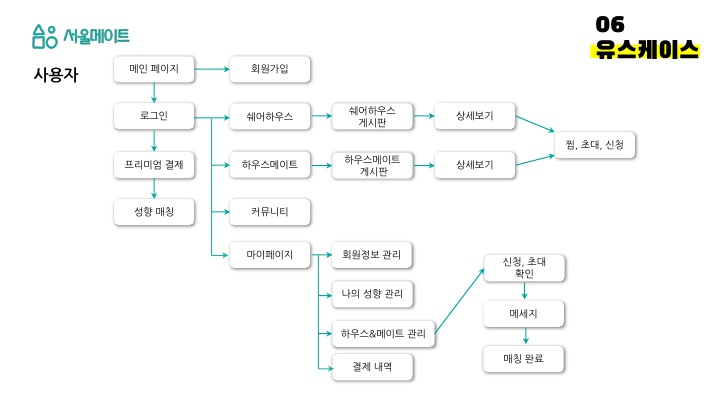 서울메이트
06
유스케이스
사용자
메인 페이지
회원가입
로그인
쉐어하우스
쉐어하우스
게시판
상세보기
찜, 초대, 신청
프리미엄 결제
하우스메이트
하우스메이트
게시판
상세보기
성향 매칭
커뮤니티
마이페이지
회원정보 관리
신청, 초대
확인
나의 성향 관리
메세지
하우스&메이트 관리
매칭 완료
결제 내역